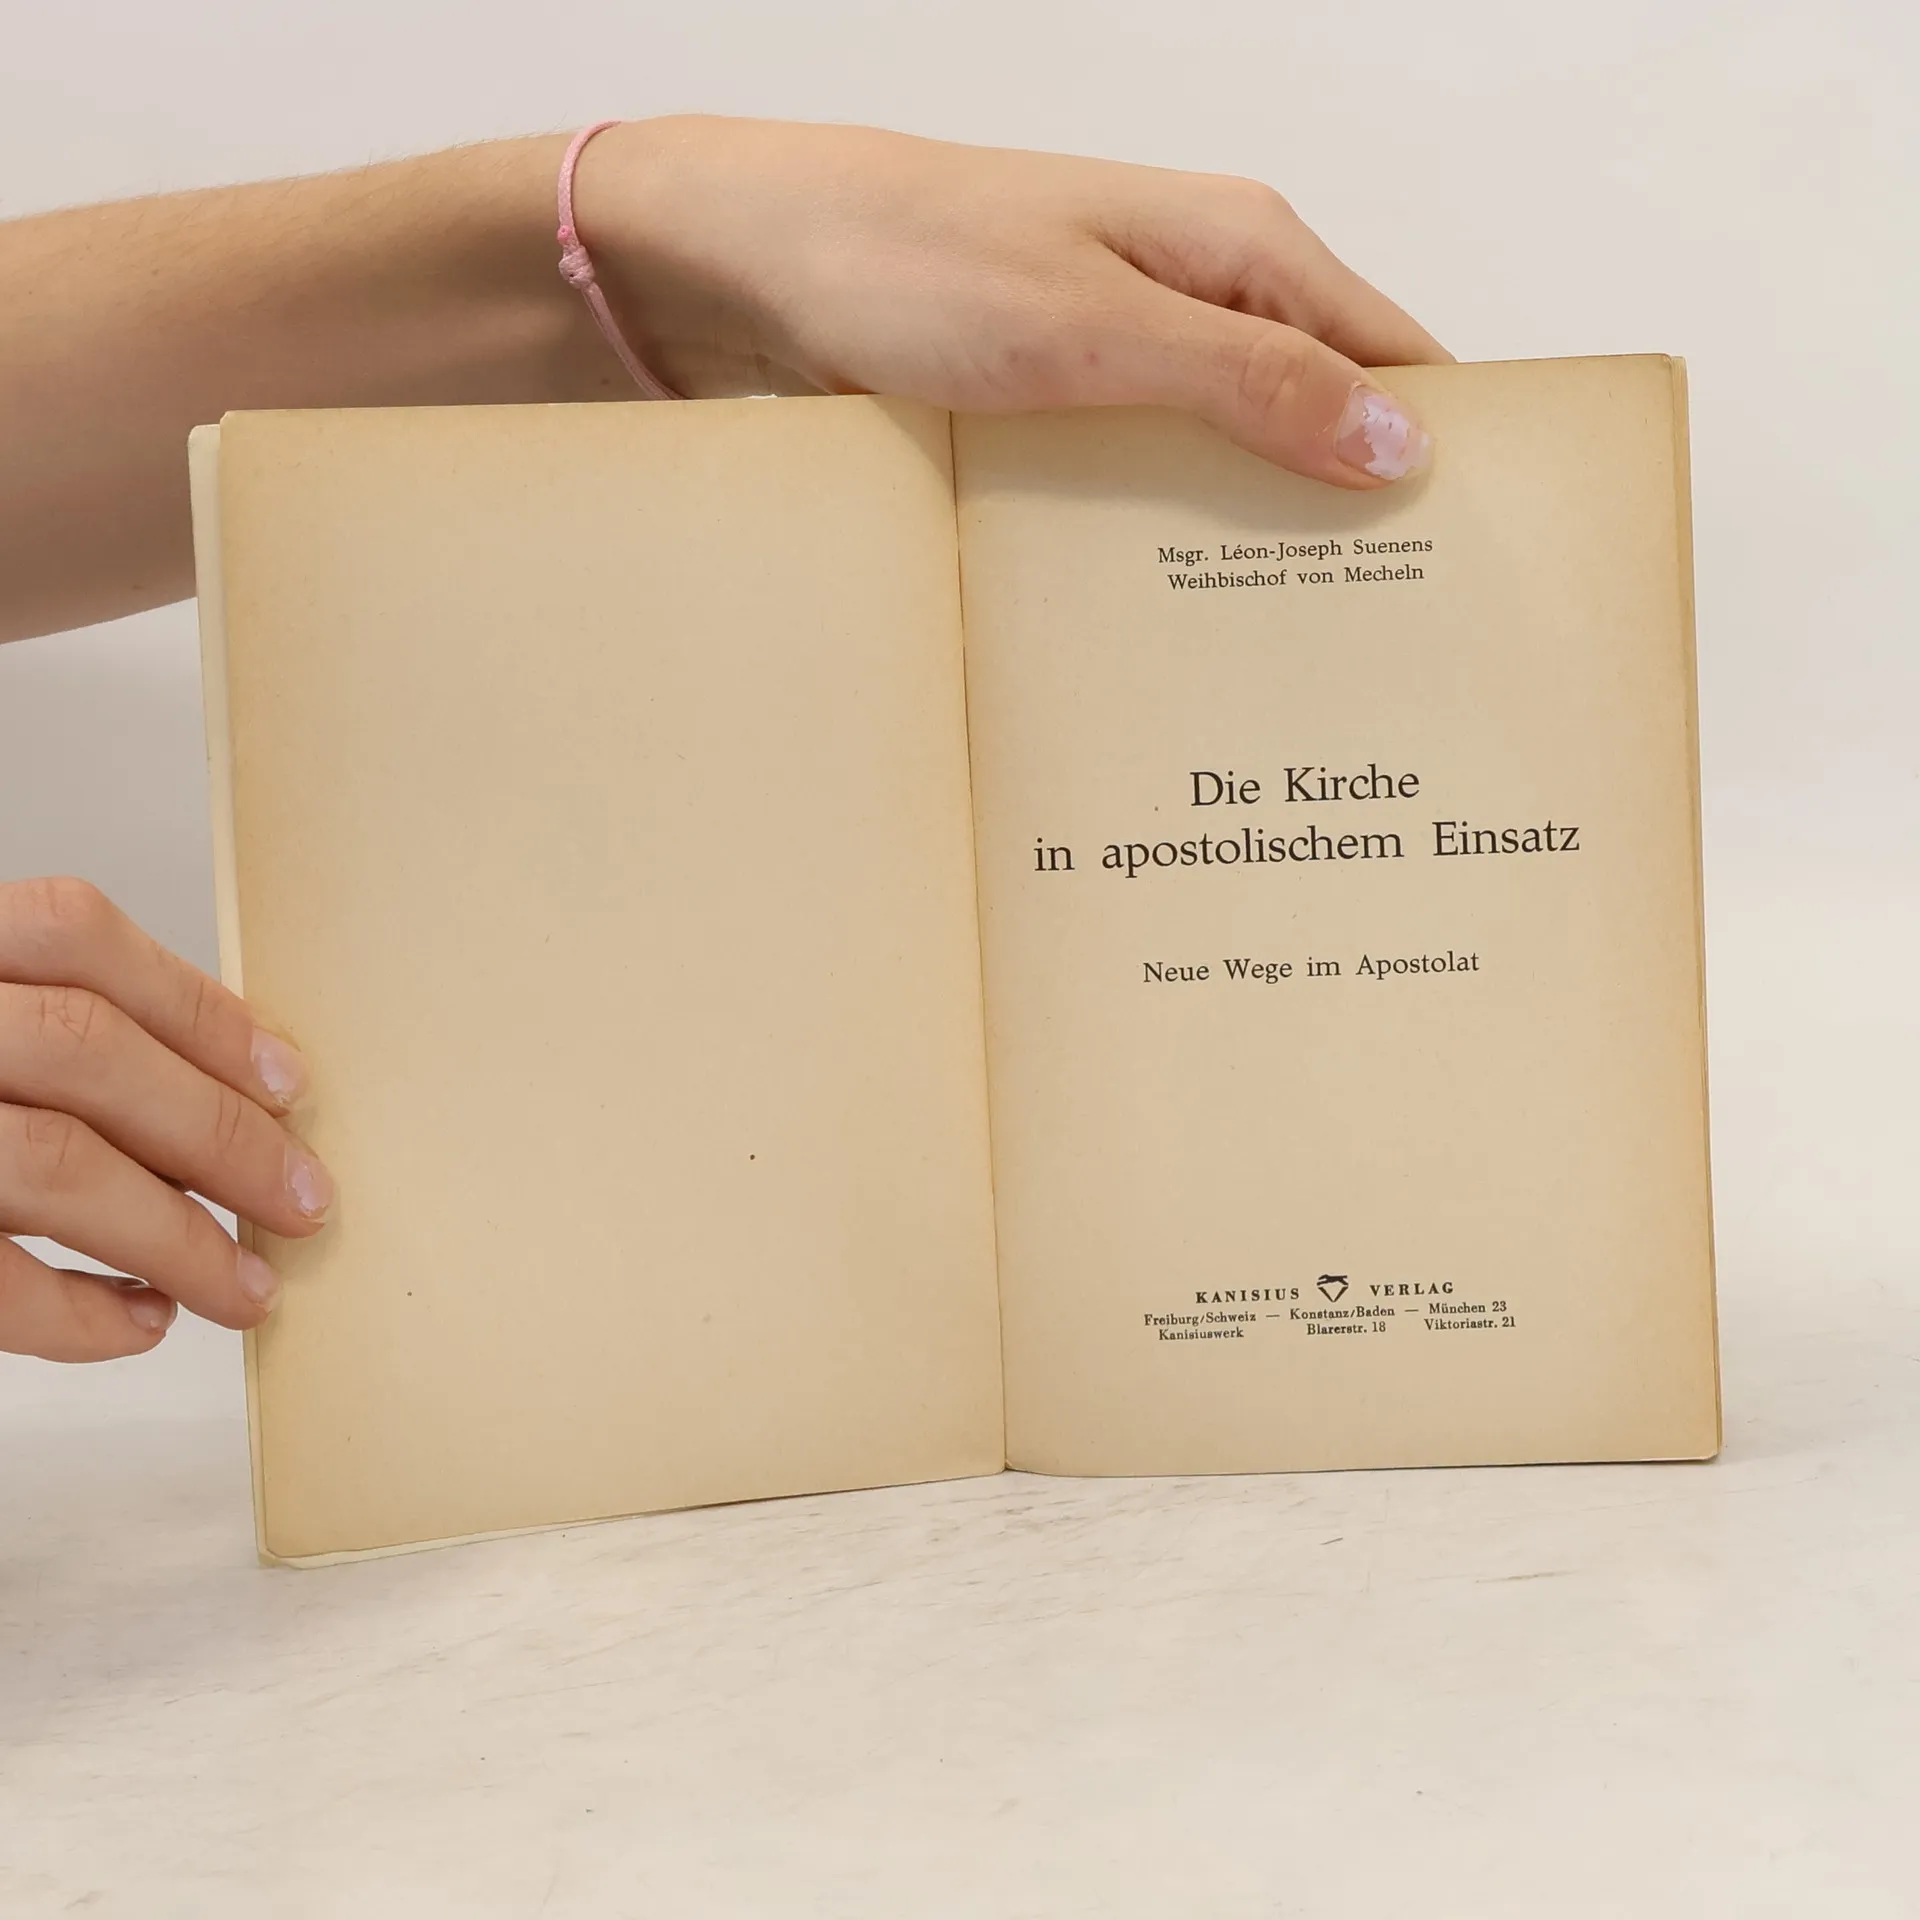 Msgr. Léon-Joseph Suenens
Weihbischof von Mecheln
Die Kirche
in apostolischem Einsatz
Neue Wege im Apostolat
KANISIUS VERLAG
Freiburg/Schweiz — Konstanz/Baden — München 23
Kanisiuswerk Blarerstr. 18 Viktoriastr. 21